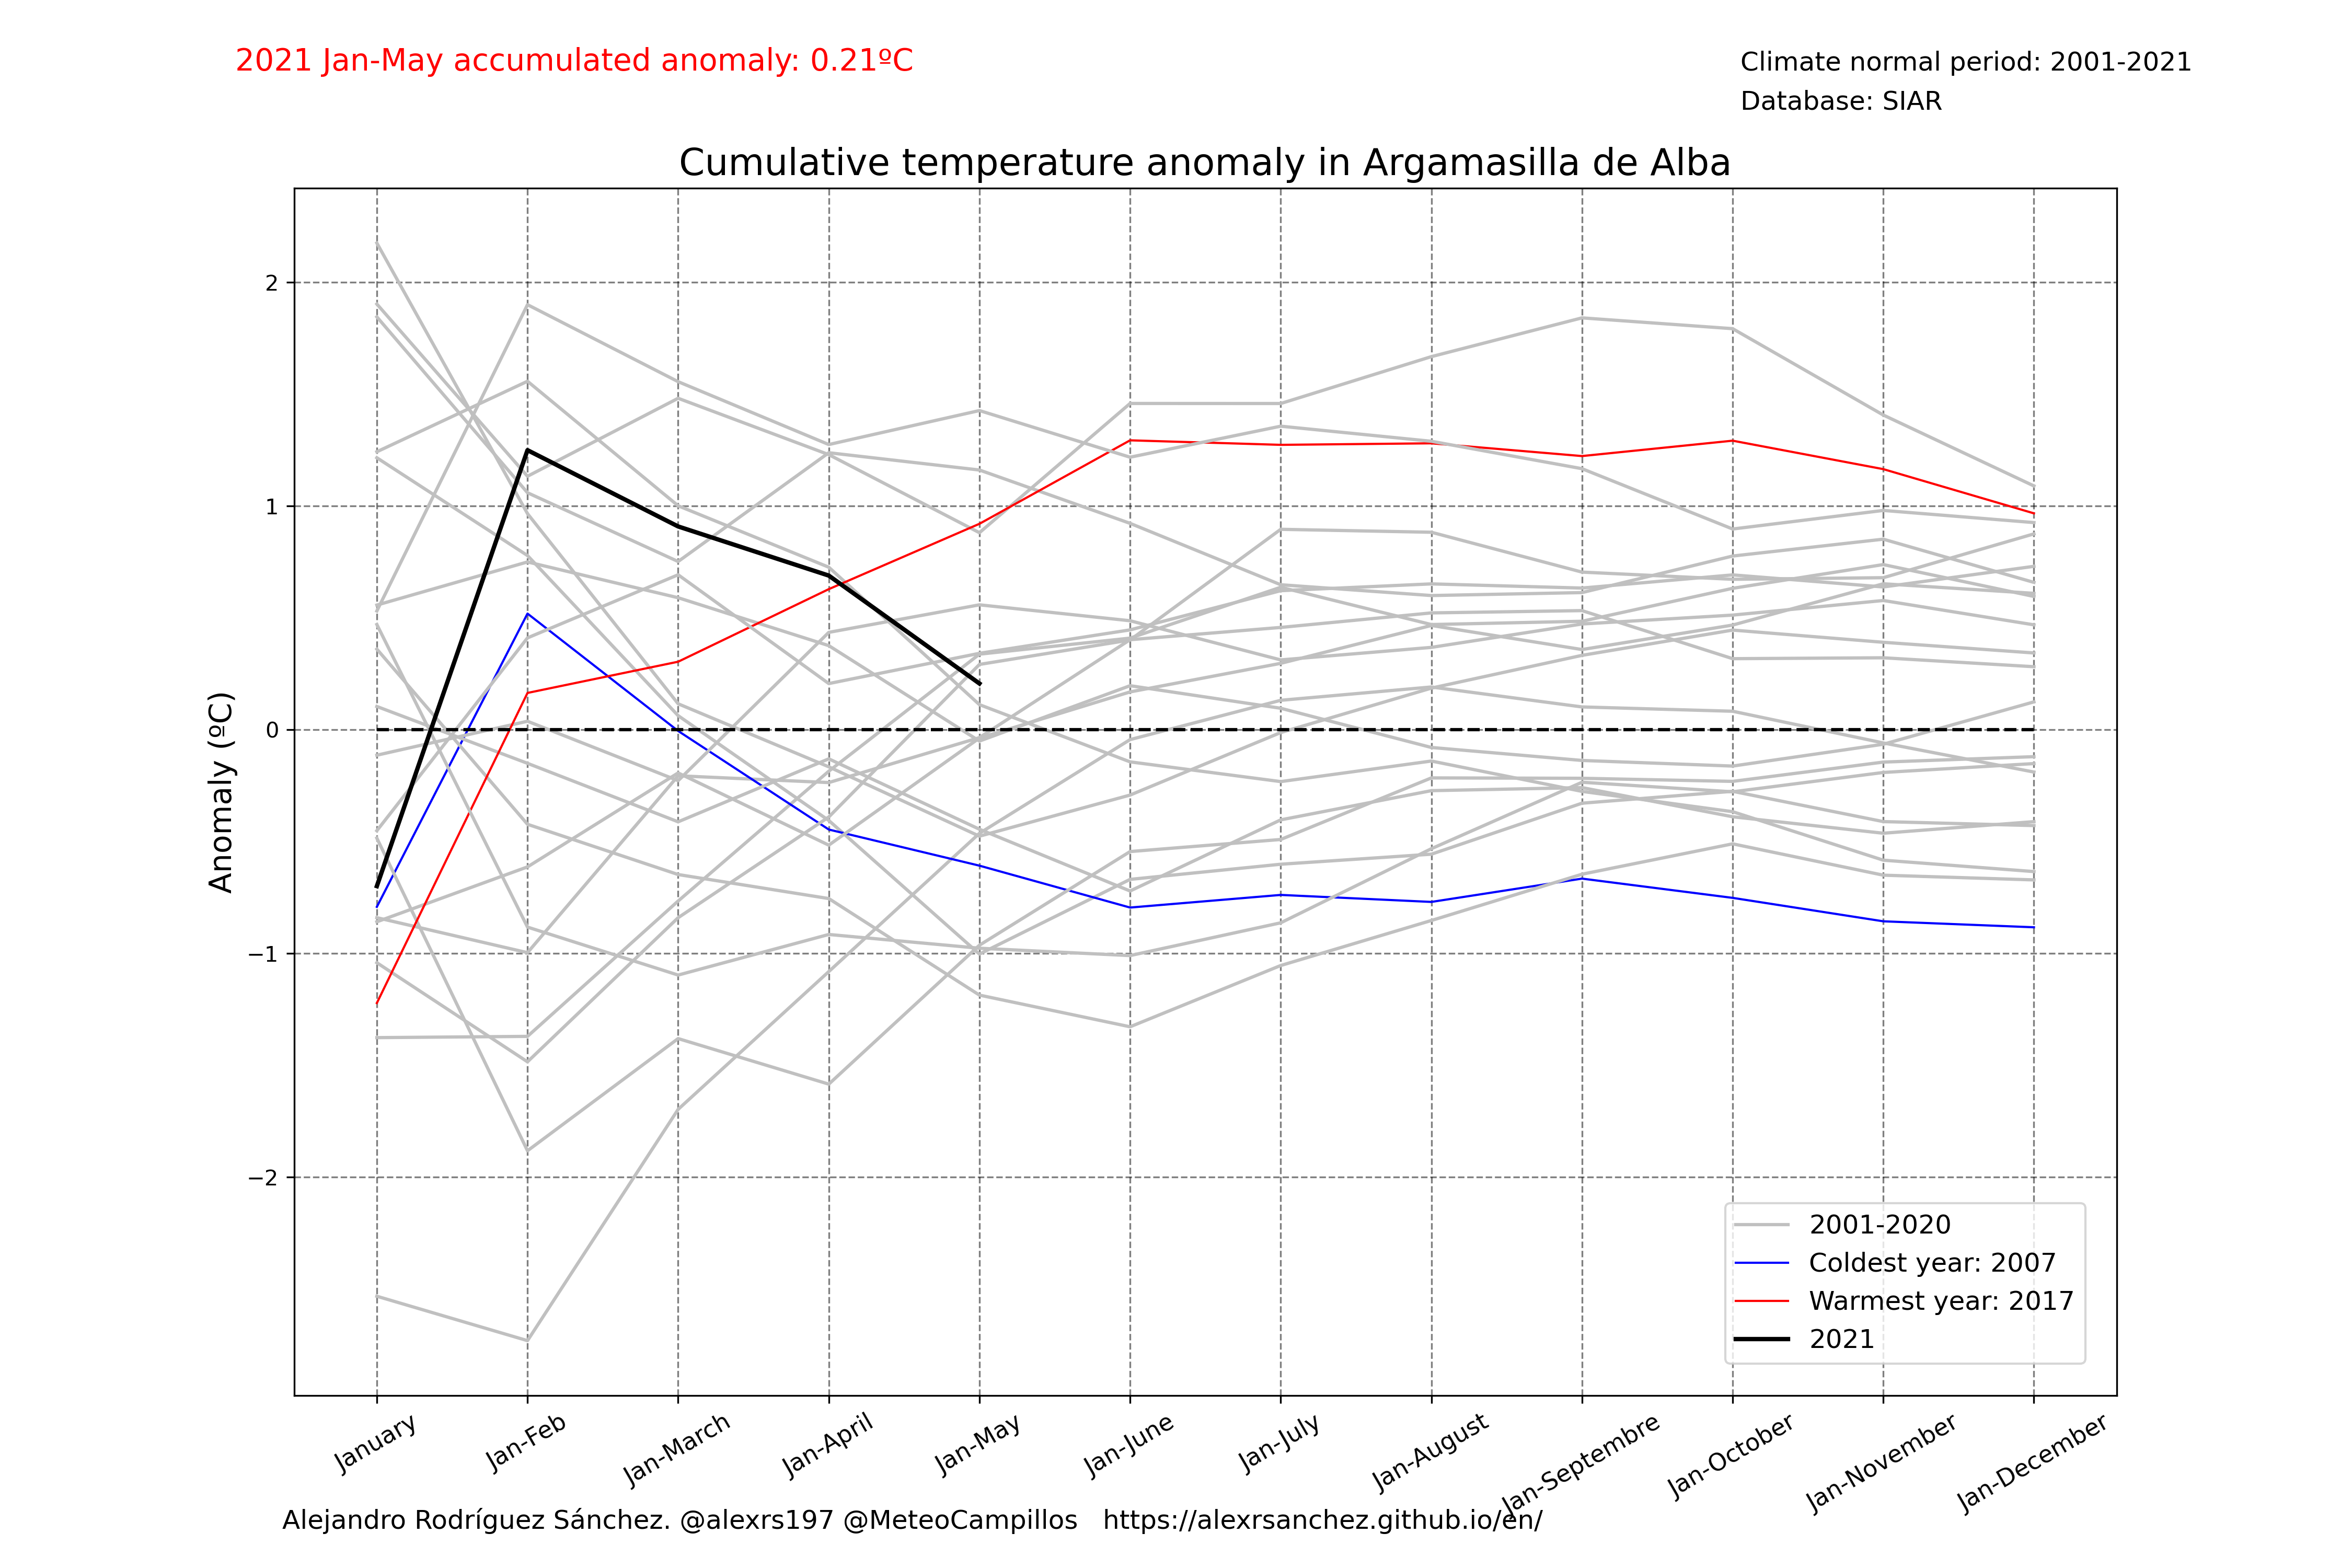 2021 Jan-May accumulated anomaly: 0.21ºC
Climate normal period: 2001-2021
Database: SIAR
Cumulative temperature anomaly in Argamasilla de Alba
Anomaly (ºC)
2
1
0
−1
−2
2001-2020
Coldest year: 2007
Warmest year: 2017
2021
January
Jan-Feb
Jan-March
Jan-April
Jan-May
Jan-June
Jan-July
Jan-August
Jan-Septembre
Jan-October
Jan-November
Jan-December
Alejandro Rodríguez Sánchez. @alexrs197 @MeteoCampillos   https://alexrsanchez.github.io/en/